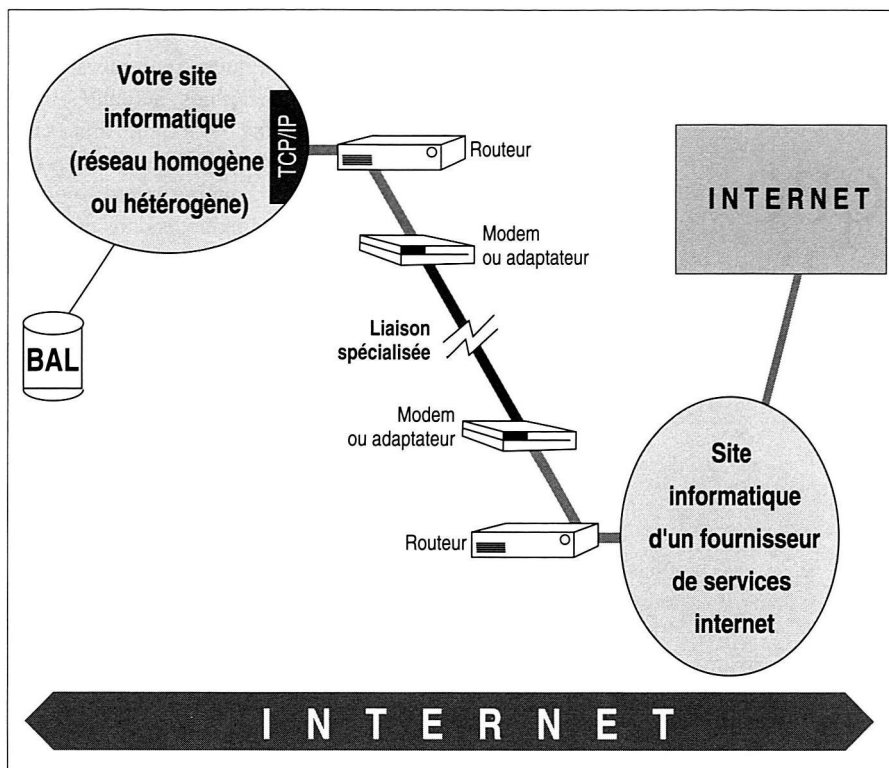 Votre site
informatique
(réseau homogène
ou hétérogène)
TCP/IP
Routeur
INTERNET
Modem
ou adaptateur
Liaison
spécialisée
BAL
Modem
ou adaptateur
Routeur
Site
informatique
d'un fournisseur
de services
internet
INTERNET